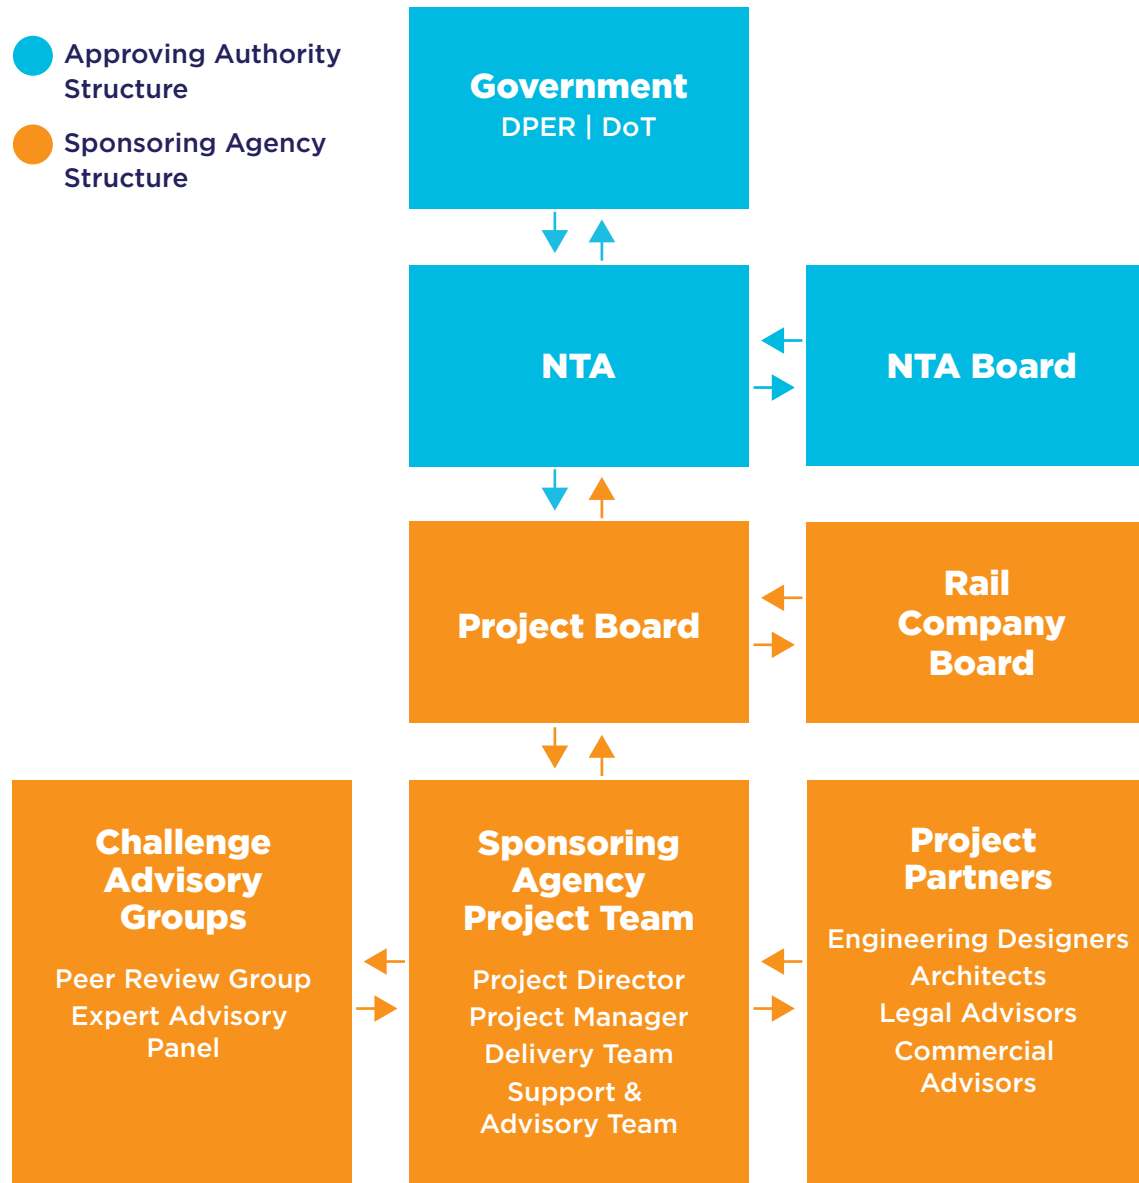 Approving Authority
Structure
Sponsoring Agency
Structure
Government
DPER | DoT
NTA
NTA Board
Project Board
Rail
Company
Board
Challenge
Advisory
Groups
Peer Review Group
Expert Advisory
Panel
Sponsoring
Agency
Project Team
Project Director
Project Manager
Delivery Team
Support &
Advisory Team
Project
Partners
Engineering Designers
Architects
Legal Advisors
Commercial
Advisors